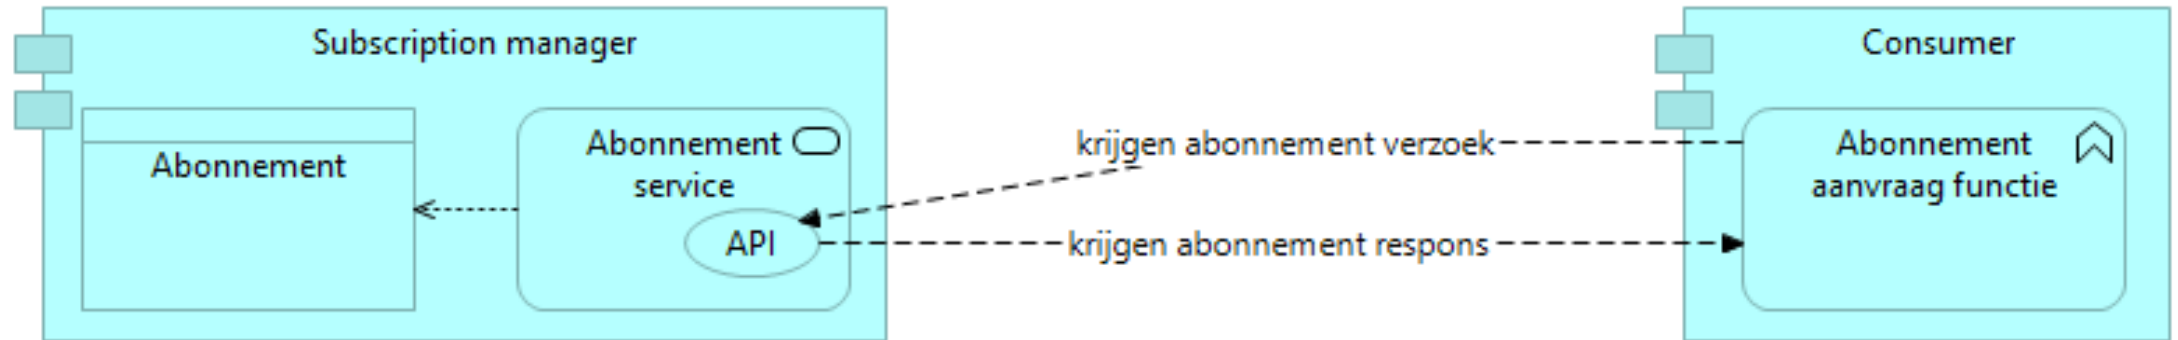 Subscription manager
Abonnement
Abonnement
service
API
krijgen abonnement verzoek
krijgen abonnement respons
Consumer
Abonnement
aanvraag functie